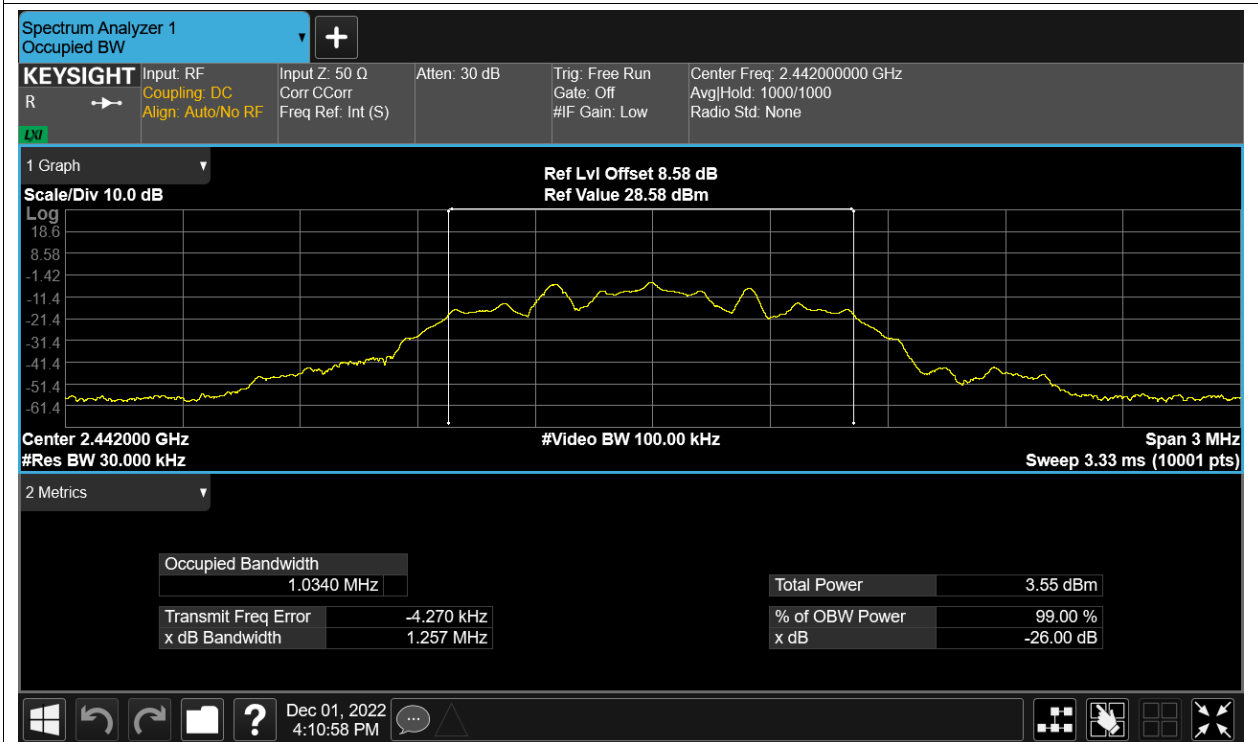 Spectrum Analyzer 1
Occupied BW
KEYSIGHT
R
LXI
Input: RF
Coupling: DC
Align: Auto/No RF
Input Z: 50 Ω
Corr CCorr
Freq Ref: Int (S)
Atten: 30 dB
Trig: Free Run
Gate: Off
#IF Gain: Low
Center Freq: 2.442000000 GHz
Avg|Hold: 1000/1000
Radio Std: None
1 Graph
Scale/Div 10.0 dB
Ref Lvl Offset 8.58 dB
Ref Value 28.58 dBm
Log
18.6
8.58
-1.42
-11.4
-21.4
-31.4
-41.4
-51.4
-61.4
Center 2.442000 GHz
#Res BW 30.000 kHz
#Video BW 100.00 kHz
Span 3 MHz
Sweep 3.33 ms (10001 pts)
2 Metrics
Occupied Bandwidth
1.0340 MHz
Transmit Freq Error -4.270 kHz
x dB Bandwidth 1.257 MHz
Total Power 3.55 dBm
% of OBW Power 99.00 %
x dB -26.00 dB
Dec 01, 2022
4:10:58 PM